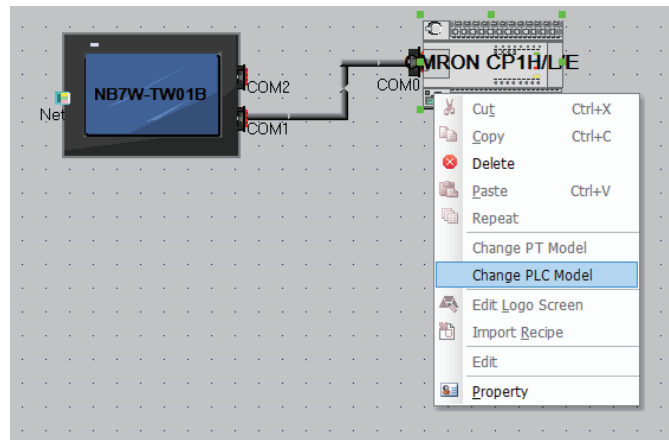 OMRON CP1H/L/E
NB7W-TW01B
COM2
COM0
Net
COM1
Cut Ctrl+X
Copy Ctrl+C
Delete
Paste Ctrl+V
Repeat
Change PT Model
Change PLC Model
Edit Logo Screen
Import Recipe
Edit
Property